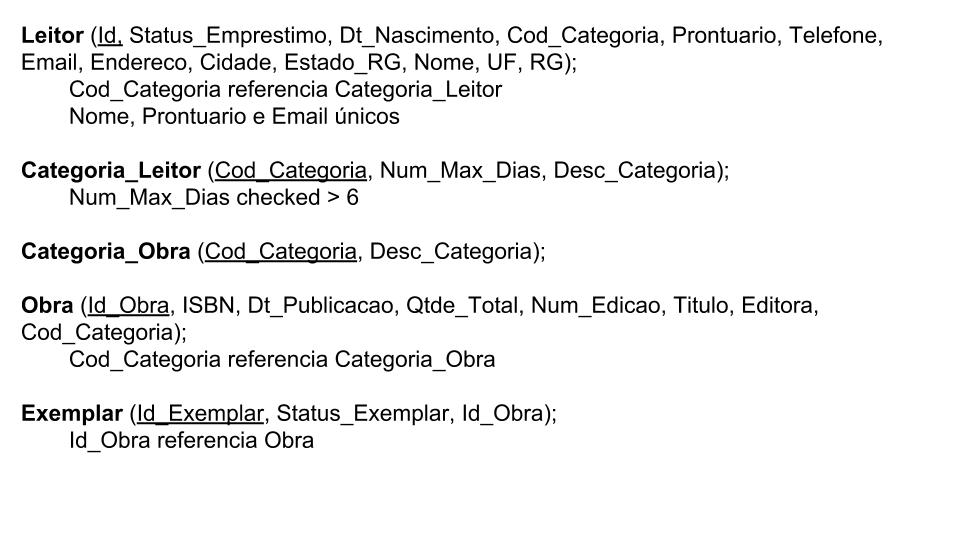 Leitor (Id, Status_Emprestimo, Dt_Nascimento, Cod_Categoria, Prontuario, Telefone,
Email, Endereco, Cidade, Estado_RG, Nome, UF, RG);
Cod_Categoria referencia Categoria_Leitor
Nome, Prontuario e Email únicos
Categoria_Leitor (Cod_Categoria, Num_Max_Dias, Desc_Categoria);
Num_Max_Dias checked > 6
Categoria_Obra (Cod_Categoria, Desc_Categoria);
Obra (Id_Obra, ISBN, Dt_Publicacao, Qtde_Total, Num_Edicao, Titulo, Editora,
Cod_Categoria);
Cod_Categoria referencia Categoria_Obra
Exemplar (Id_Exemplar, Status_Exemplar, Id_Obra);
Id_Obra referencia Obra